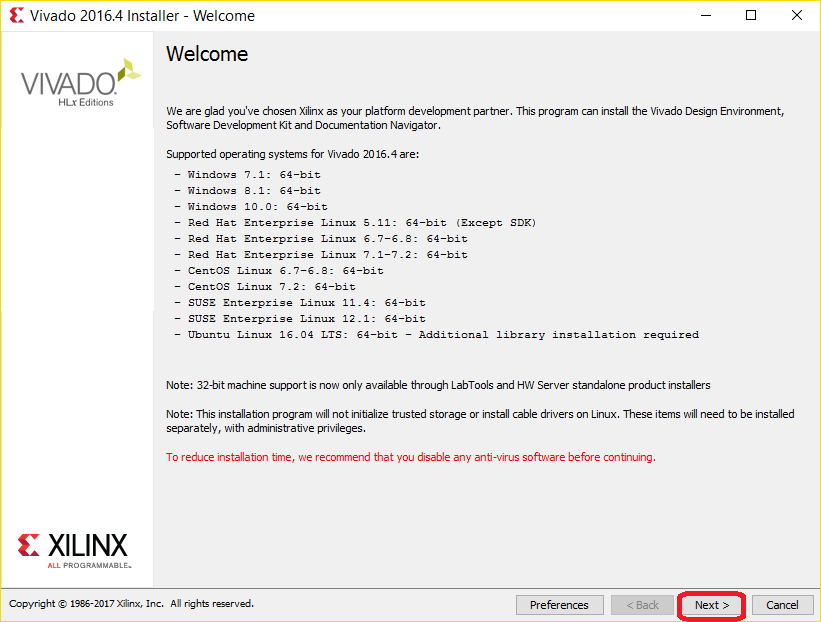 Vivado 2016.4 Installer - Welcome
VIVADO.
HLx Editions
Welcome
We are glad you've chosen Xilinx as your platform development partner. This program can install the Vivado Design Environment,
Software Development Kit and Documentation Navigator.
Supported operating systems for Vivado 2016.4 are:
- Windows 7.1: 64-bit
- Windows 8.1: 64-bit
- Windows 10.0: 64-bit
- Red Hat Enterprise Linux 5.11: 64-bit (Except SDK)
- Red Hat Enterprise Linux 6.7-6.8: 64-bit
- Red Hat Enterprise Linux 7.1-7.2: 64-bit
- CentOS Linux 6.7-6.8: 64-bit
- CentOS Linux 7.2: 64-bit
- SUSE Enterprise Linux 11.4: 64-bit
- SUSE Enterprise Linux 12.1: 64-bit
- Ubuntu Linux 16.04 LTS: 64-bit - Additional library installation required
Note: 32-bit machine support is now only available through LabTools and HW Server standalone product installers
Note: This installation program will not initialize trusted storage or install cable drivers on Linux. These items will need to be installed
separately, with administrative privileges.
To reduce installation time, we recommend that you disable any anti-virus software before continuing.
XILINX
ALL PROGRAMMABLE™
Copyright © 1986-2017 Xilinx, Inc. All rights reserved.
Preferences
< Back
Next >
Cancel